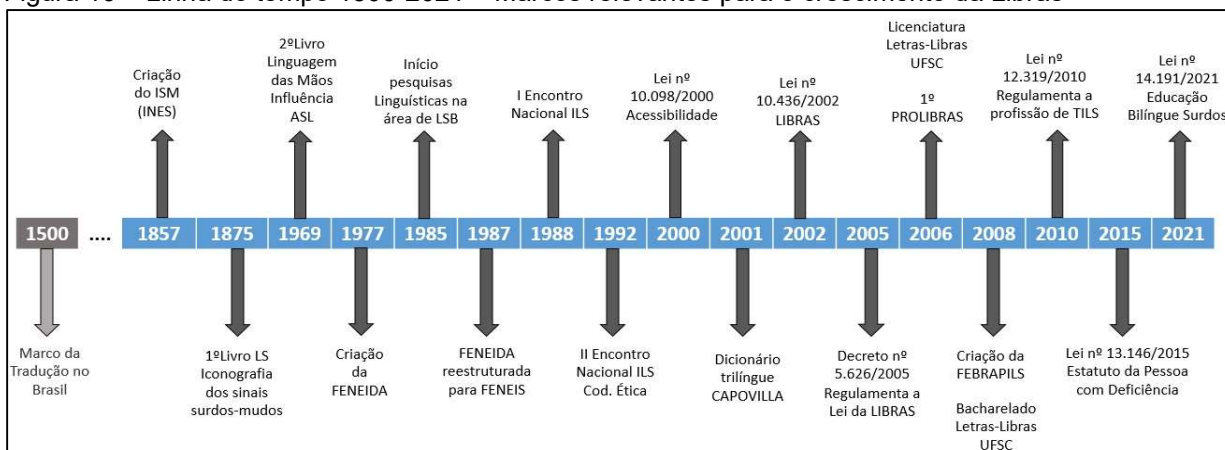 Figura 10 – Linha do tempo 1500-2021 – Marcos relevantes para o crescimento da Libras
Criação
do ISM
(INES)
2ºLivro
Linguagem
das Mãos
Influência
ASL
Início
pesquisas
Linguísticas na
área de LSB
I Encontro
Nacional ILS
Lei nº
10.098/2000
Acessibilidade
Lei nº
10.436/2002
LIBRAS
Licenciatura
Letras-Libras
UFSC
1º
PROLIBRAS
Lei nº
12.319/2010
Regulamenta a
profissão de TILS
Lei nº
14.191/2021
Educação
Bilíngue Surdos
1500 .... 1857 1875 1969 1977 1985 1987 1988 1992 2000 2001 2002 2005 2006 2008 2010 2015 2021
Marco da
Tradução no
Brasil
1ºLivro LS
Iconografia
dos sinais
surdos-mudos
Criação
da
FENEIDA
FENEIDA
reestruturada
para FENEIS
II Encontro
Nacional ILS
Cod. Ética
Dicionário
trilíngue
CAPOVILLA
Decreto nº
5.626/2005
Regulamenta a
Lei da LIBRAS
Criação da
FEBRAPILS
Bacharelado
Letras-Libras
UFSC
Lei nº 13.146/2015
Estatuto da Pessoa
com Deficiência